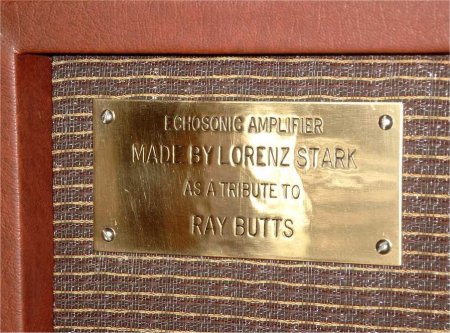 ECHOSONIC AMPLIFIER
MADE BY LORENZ STARK
AS A TRIBUTE TO
RAY BUTTS